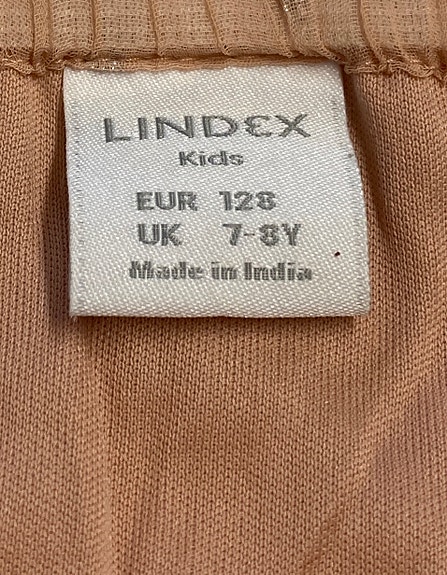 LINDEX
Kids
EUR 128
UK 7-8Y
Made in India